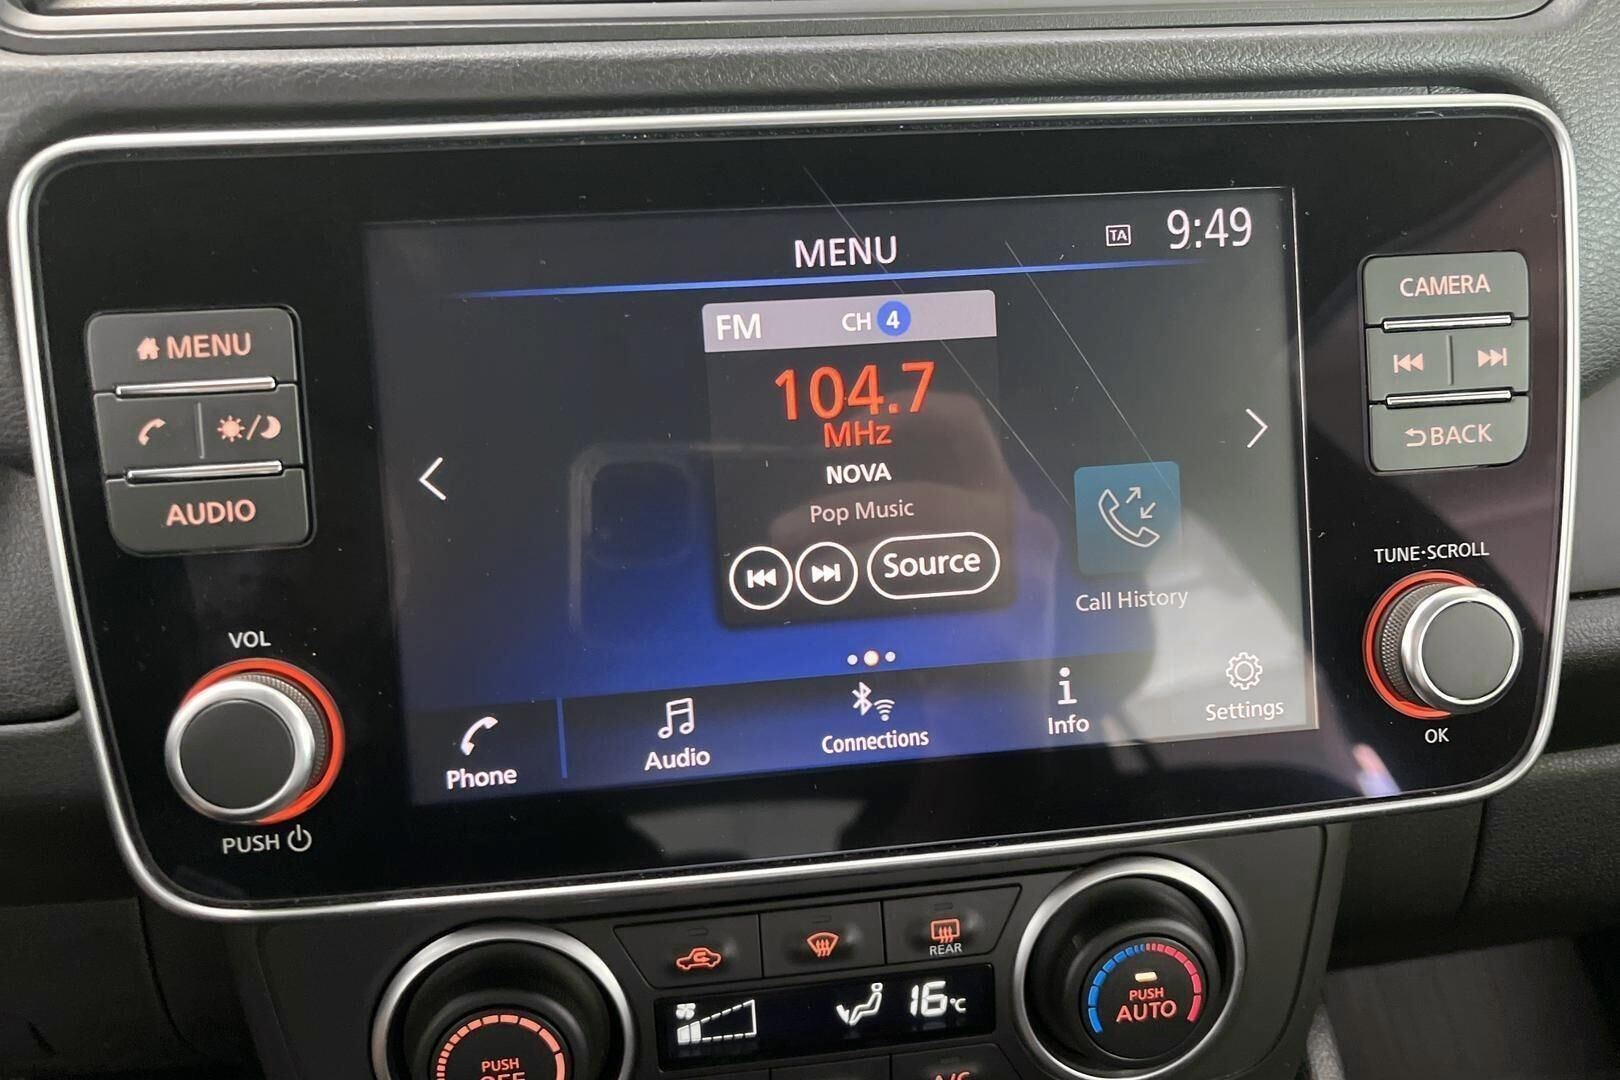 MENU
TA
9:49
FM
CH 4
104.7
MHz
NOVA
Pop Music
Source
Call History
Phone
Audio
Connections
Info
Settings
MENU
AUDIO
VOL
PUSH
CAMERA
BACK
TUNE·SCROLL
OK
REAR
16°C
PUSH
AUTO
PUSH
OFF
A/C